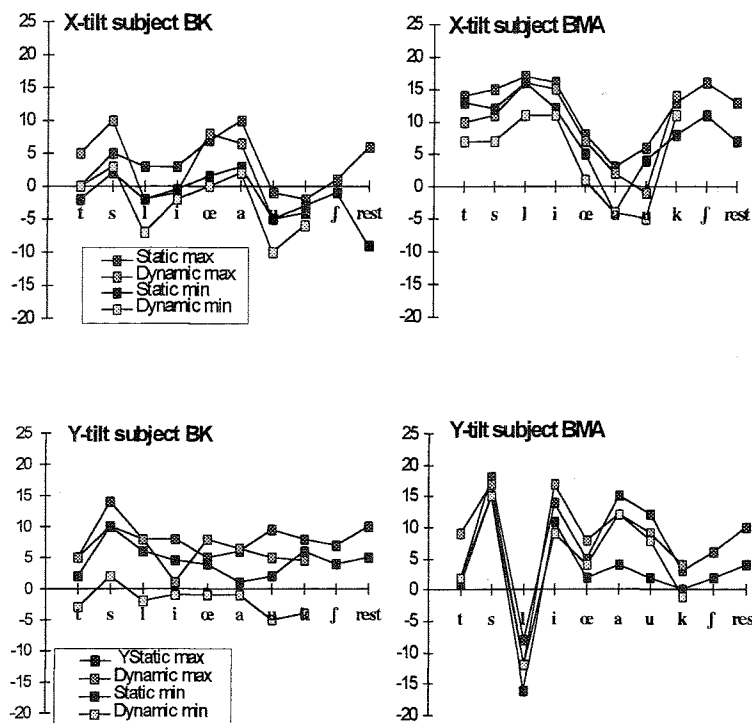 X-tilt subject BK
25
20
15
10
5
0
-5
-10
-15
-20
t s l i œ a u ʃ rest
Static max
Dynamic max
Static min
Dynamic min
X-tilt subject BMA
25
20
15
10
5
0
-5
-10
-15
-20
t s l i œ a u k ʃ rest
Y-tilt subject BK
25
20
15
10
5
0
-5
-10
-15
-20
t s l i œ a u ʃ rest
YStatic max
Dynamic max
Static min
Dynamic min
Y-tilt subject BMA
25
20
15
10
5
0
-5
-10
-15
-20
t s l i œ a u k ʃ rest